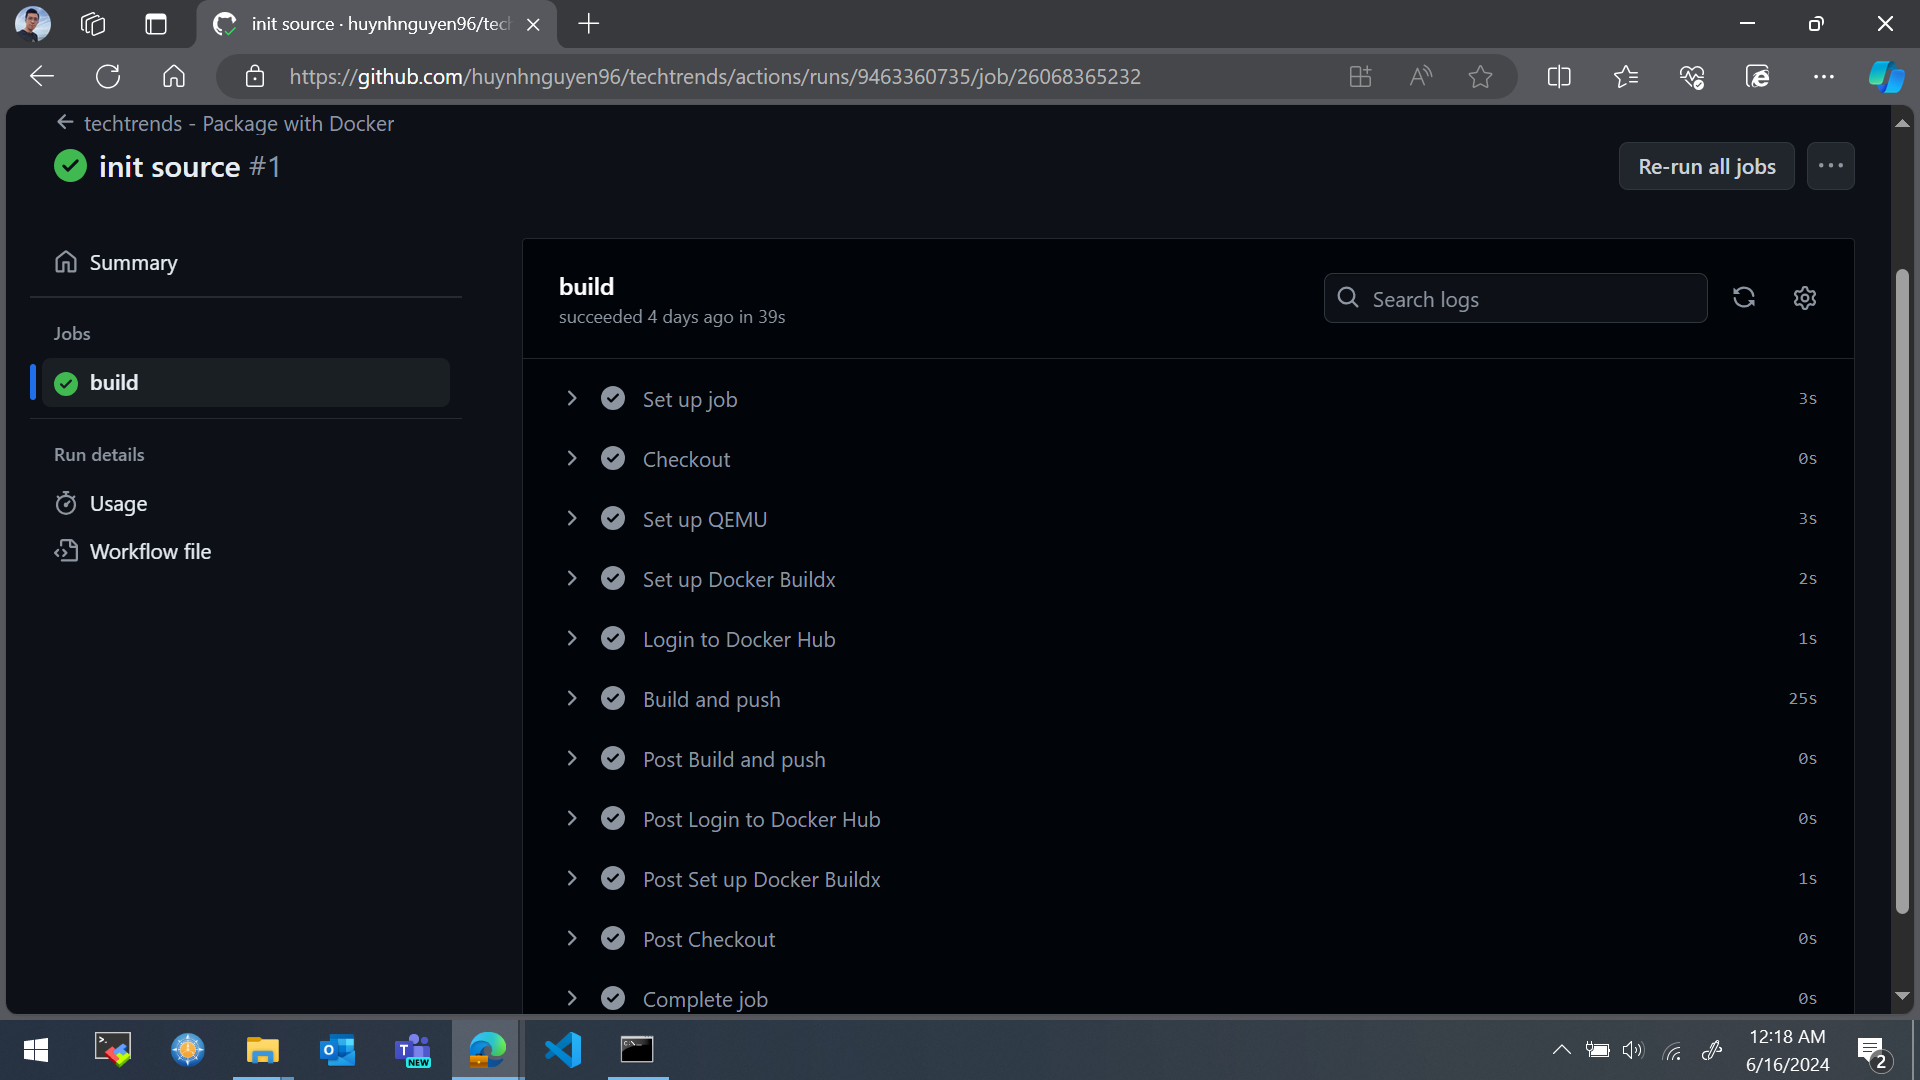 init source · huynhnguyen96/tech
https://github.com/huynhnguyen96/techtrends/actions/runs/9463360735/job/26068365232
techtrends - Package with Docker
init source #1
Re-run all jobs
Summary
Jobs
build
Run details
Usage
Workflow file
build
succeeded 4 days ago in 39s
Search logs
Set up job 3s
Checkout 0s
Set up QEMU 3s
Set up Docker Buildx 2s
Login to Docker Hub 1s
Build and push 25s
Post Build and push 0s
Post Login to Docker Hub 0s
Post Set up Docker Buildx 1s
Post Checkout 0s
Complete job 0s
NEW
12:18 AM
6/16/2024
2